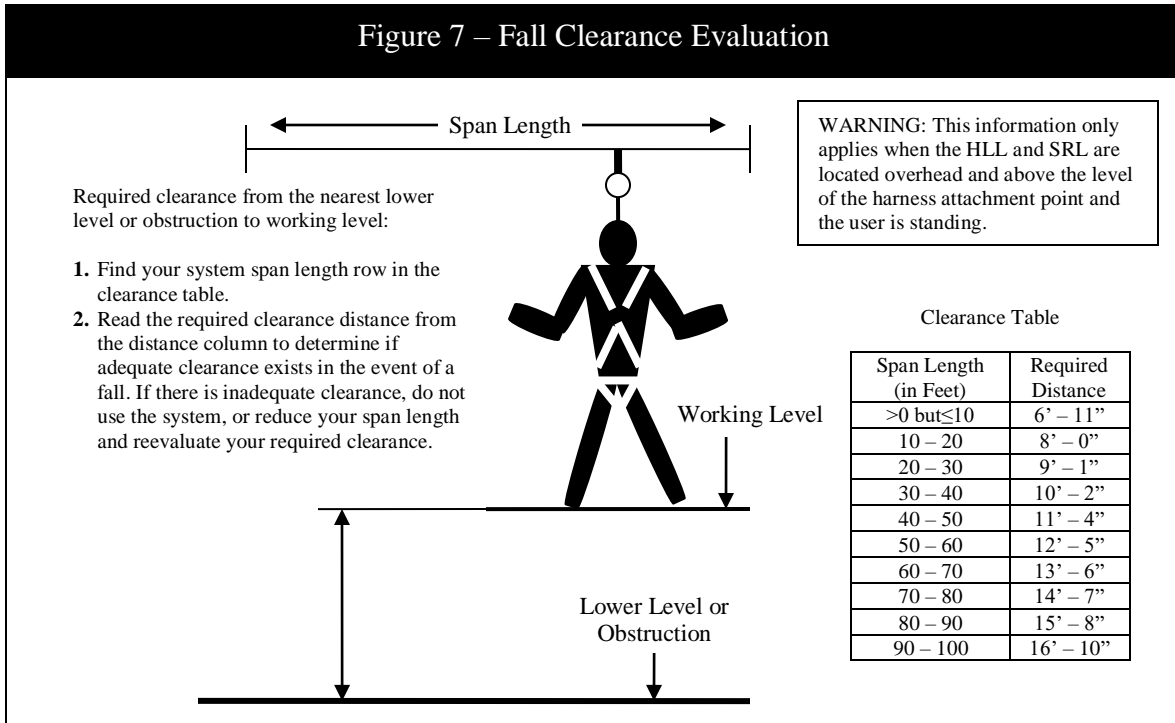 Figure 7 – Fall Clearance Evaluation
Span Length
WARNING: This information only
applies when the HLL and SRL are
located overhead and above the level
of the harness attachment point and
the user is standing.
Required clearance from the nearest lower
level or obstruction to working level:
1. Find your system span length row in the
clearance table.
2. Read the required clearance distance from
the distance column to determine if
adequate clearance exists in the event of a
fall. If there is inadequate clearance, do not
use the system, or reduce your span length
and reevaluate your required clearance.
Working Level
Lower Level or
Obstruction
Clearance Table
Span Length
(in Feet)
Required
Distance
>0 but≤10 6’ – 11”
10 – 20 8’ – 0”
20 – 30 9’ – 1”
30 – 40 10’ – 2”
40 – 50 11’ – 4”
50 – 60 12’ – 5”
60 – 70 13’ – 6”
70 – 80 14’ – 7”
80 – 90 15’ – 8”
90 – 100 16’ – 10”